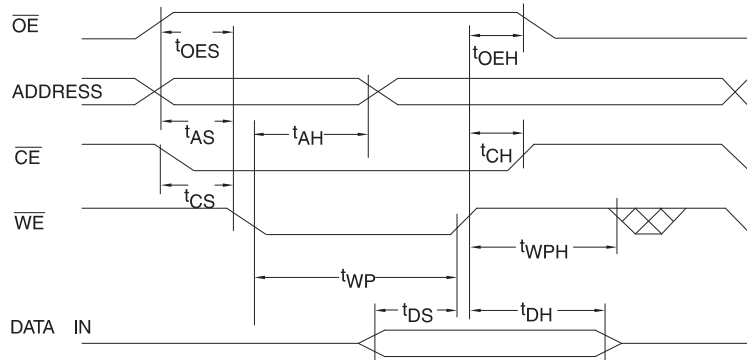 OE
tOES
tOEH
ADDRESS
tAS
tAH
tCH
CE
tCS
WE
tWPH
tWP
tDS
tDH
DATA IN